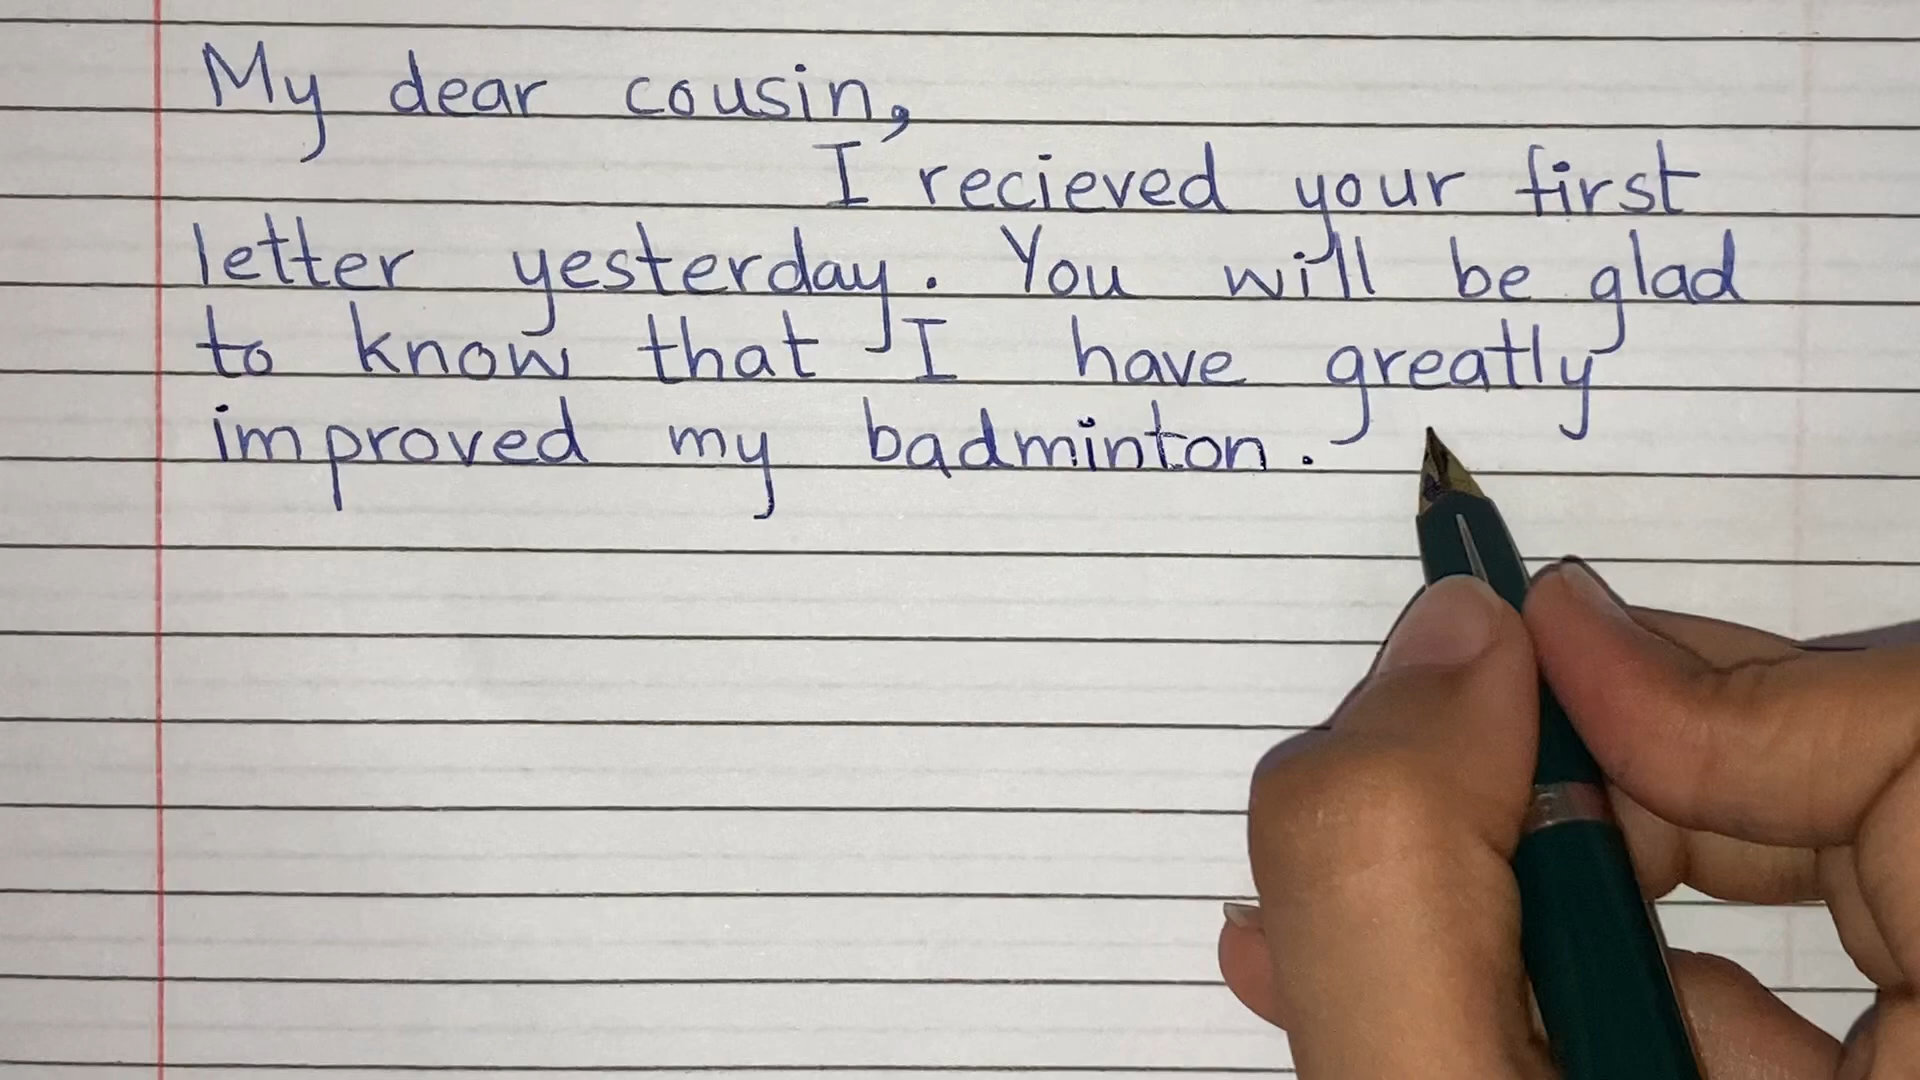 My dear cousin,
I recieved your first
letter yesterday. You will be glad
to know that I have greatly
improved my badminton.